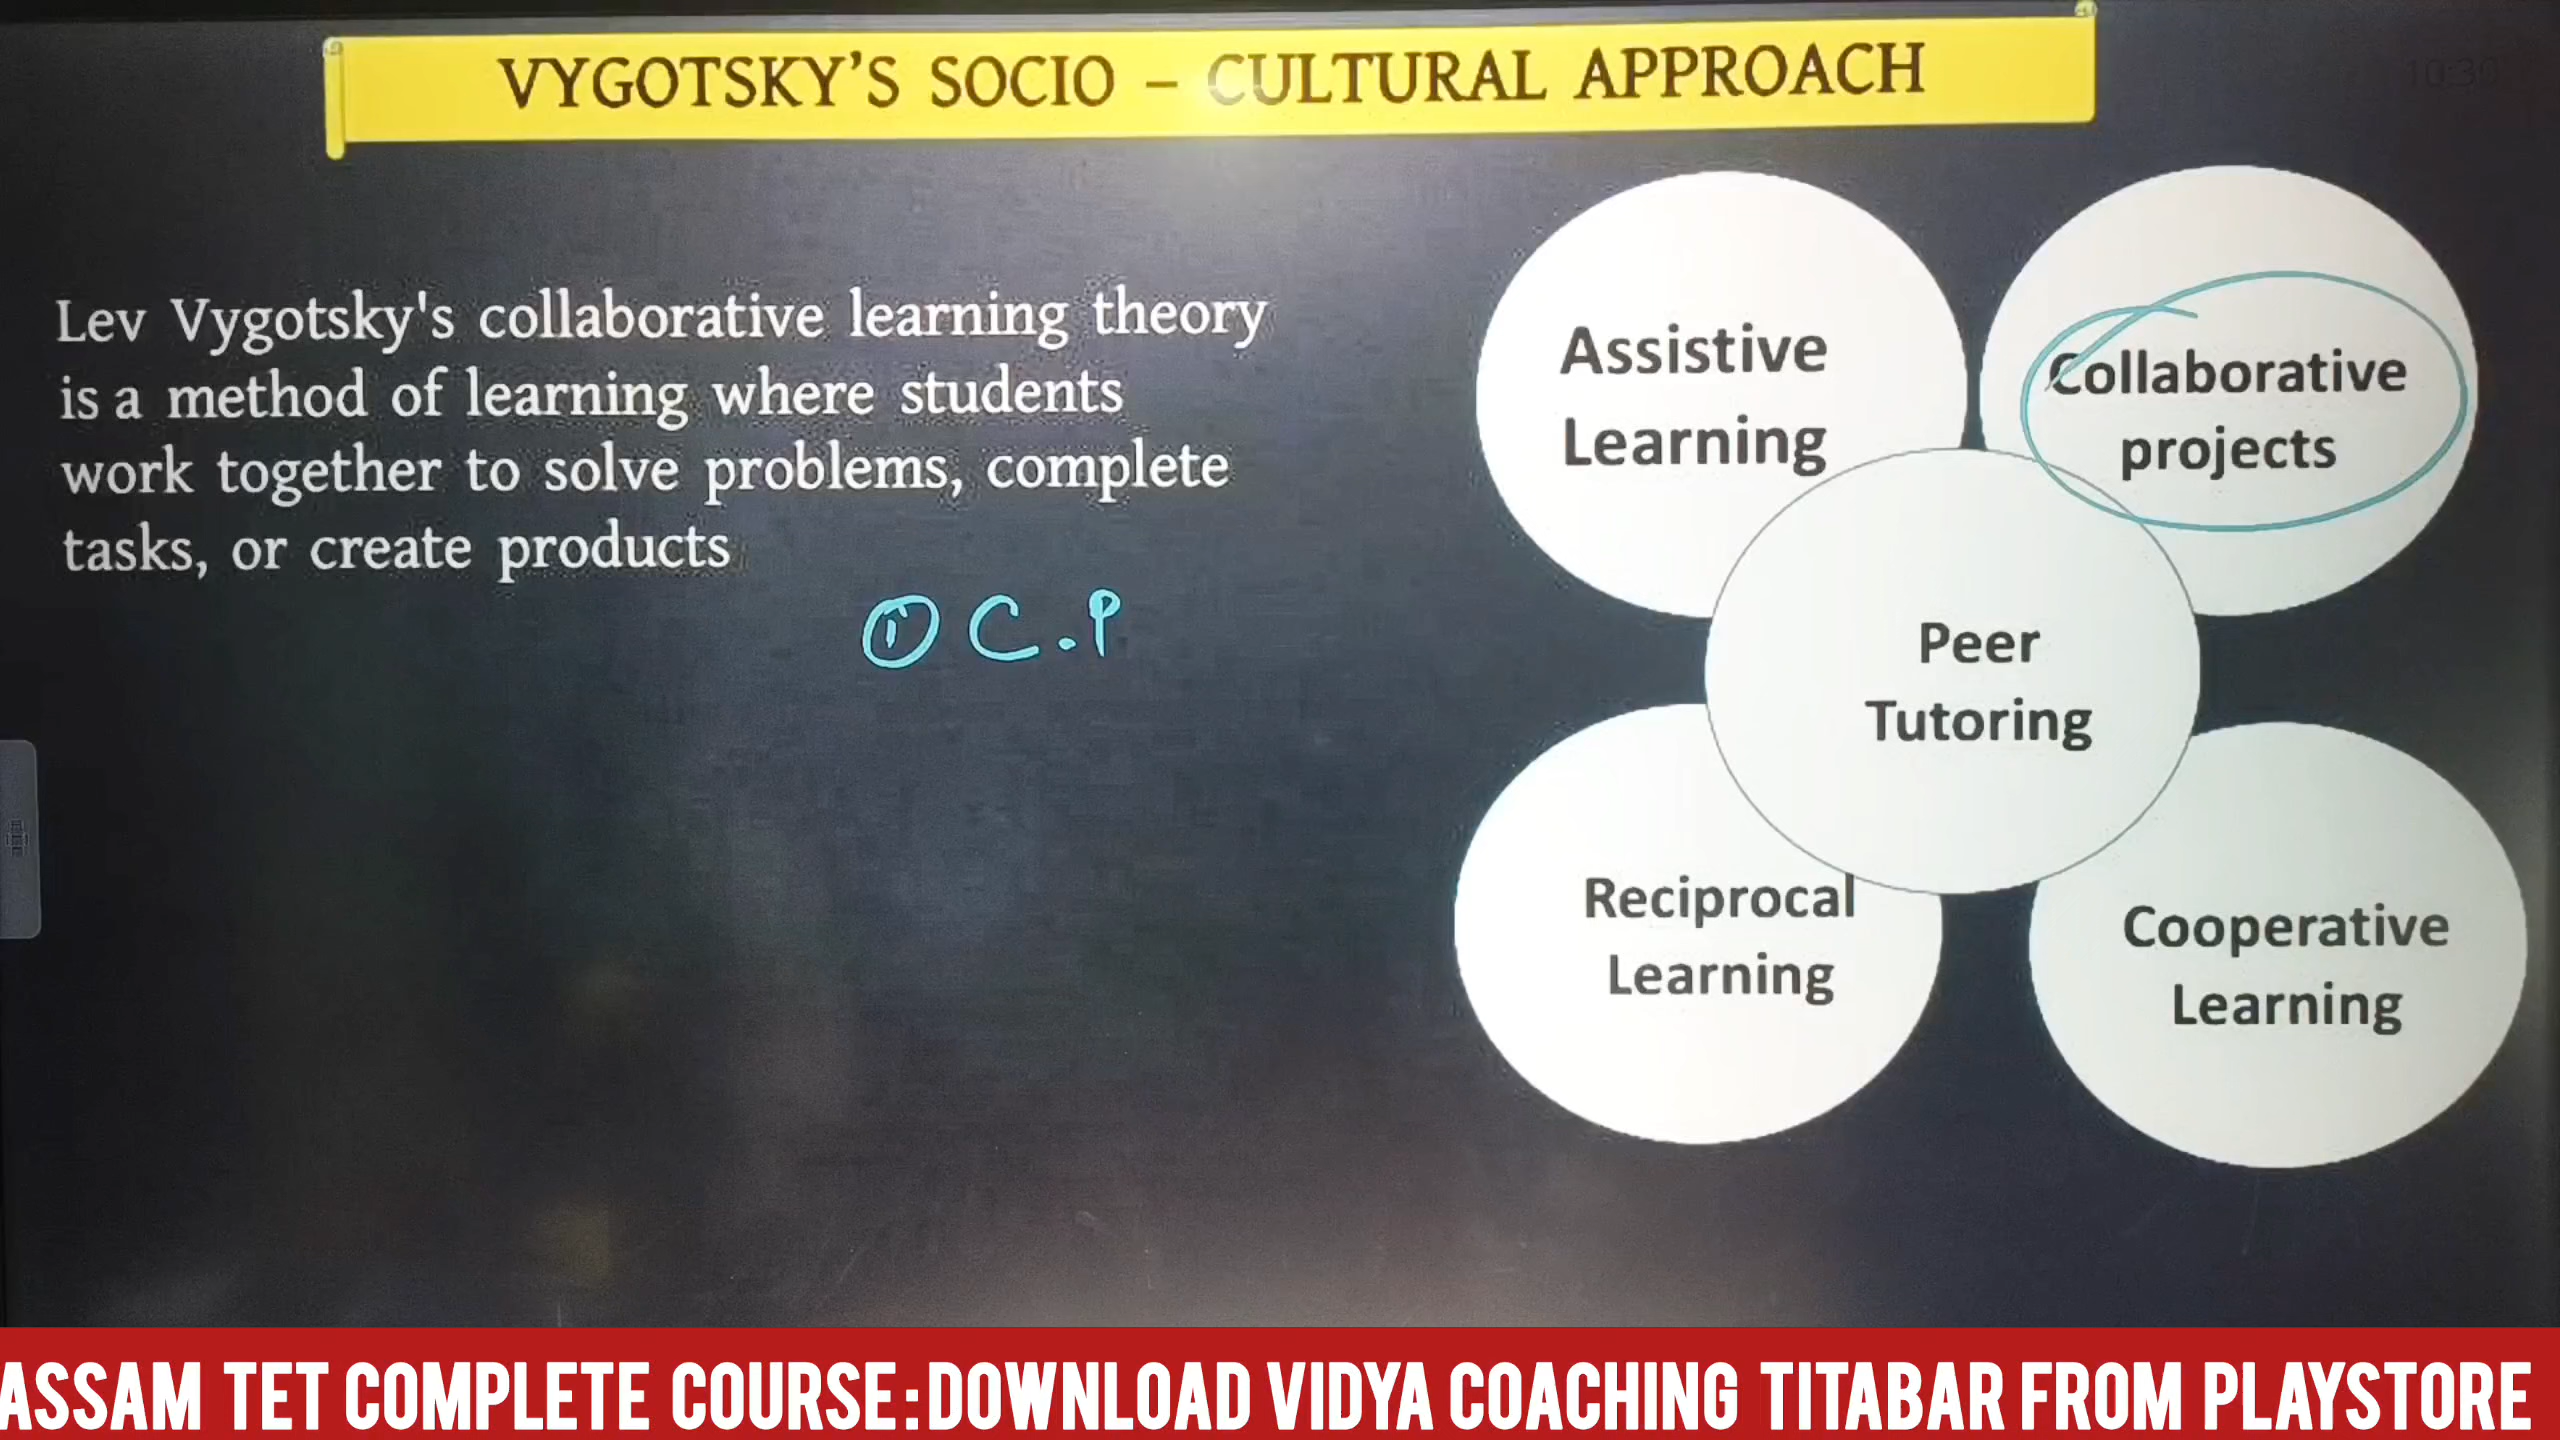 VYGOTSKY'S SOCIO – CULTURAL APPROACH
10:30
Lev Vygotsky's collaborative learning theory
is a method of learning where students
work together to solve problems, complete
tasks, or create products
① C.P
Assistive
Learning
Collaborative
projects
Peer
Tutoring
Reciprocal
Learning
Cooperative
Learning
ASSAM TET COMPLETE COURSE:DOWNLOAD VIDYA COACHING TITABAR FROM PLAYSTORE